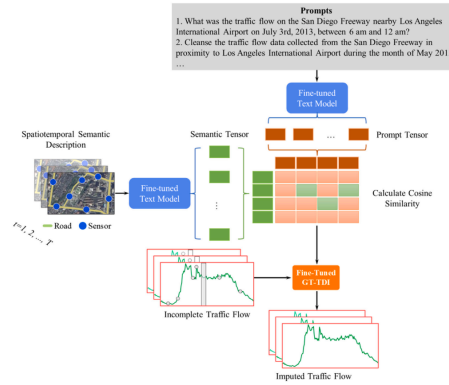 Prompts
1. What was the traffic flow on the San Diego Freeway nearby Los Angeles
International Airport on July 3rd, 2013, between 6 am and 12 am?
2. Cleanse the traffic flow data collected from the San Diego Freeway in
proximity to Los Angeles International Airport during the month of May 201
…
Fine-tuned
Text Model
Spatiotemporal Semantic
Description
Semantic Tensor
…
Prompt Tensor
Fine-tuned
Text Model
⋮
Calculate Cosine
Similarity
Road
Sensor
t=1, 2, ..., T
Fine-Tuned
GT-TDI
Incomplete Traffic Flow
Imputed Traffic Flow